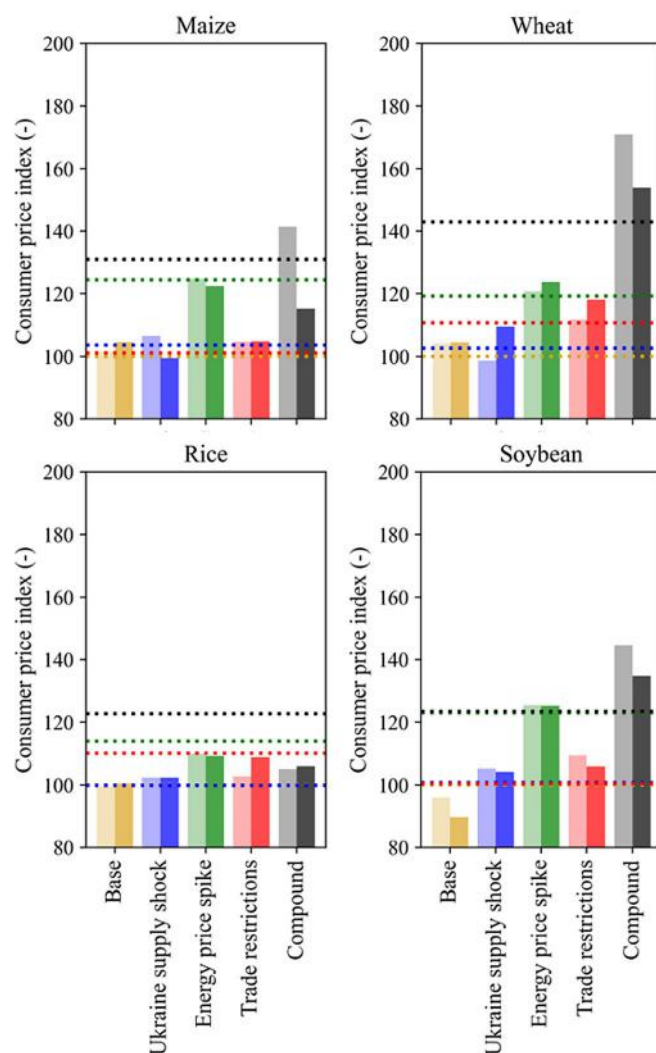 Maize
Wheat
Consumer price index (-)
200
180
160
140
120
100
80
Consumer price index (-)
200
180
160
140
120
100
80
Rice
Soybean
Consumer price index (-)
200
180
160
140
120
100
80
Base
Ukraine supply shock
Energy price spike
Trade restrictions
Compound
Consumer price index (-)
200
180
160
140
120
100
80
Base
Ukraine supply shock
Energy price spike
Trade restrictions
Compound